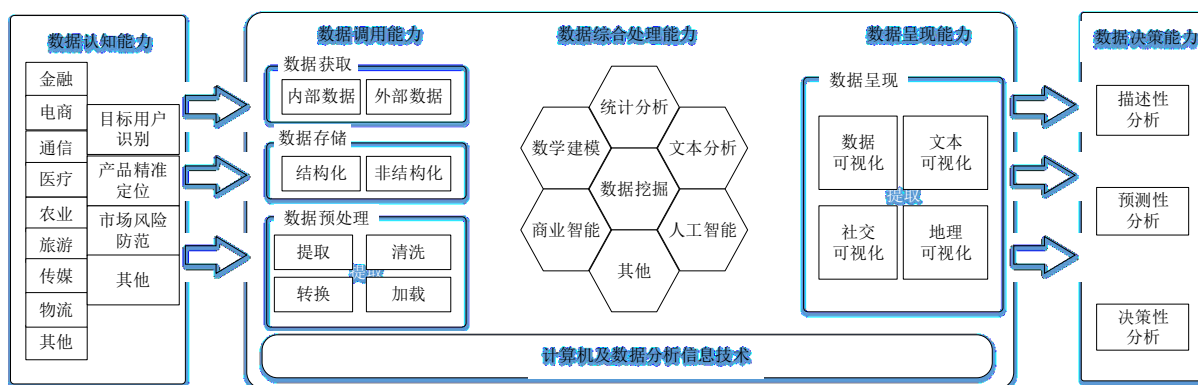 数据认知能力
金融
电商
通信
医疗
农业
旅游
传媒
物流
其他
目标用户
识别
产品精准
定位
市场风险
防范
其他
数据调用能力
数据获取
内部数据
外部数据
数据存储
结构化
非结构化
数据预处理
提取
清洗
提取
转换
加载
数据综合处理能力
统计分析
数学建模
文本分析
数据挖掘
商业智能
人工智能
其他
数据呈现能力
数据呈现
数据
可视化
文本
可视化
提取
社交
可视化
地理
可视化
计算机及数据分析信息技术
数据决策能力
描述性
分析
预测性
分析
决策性
分析